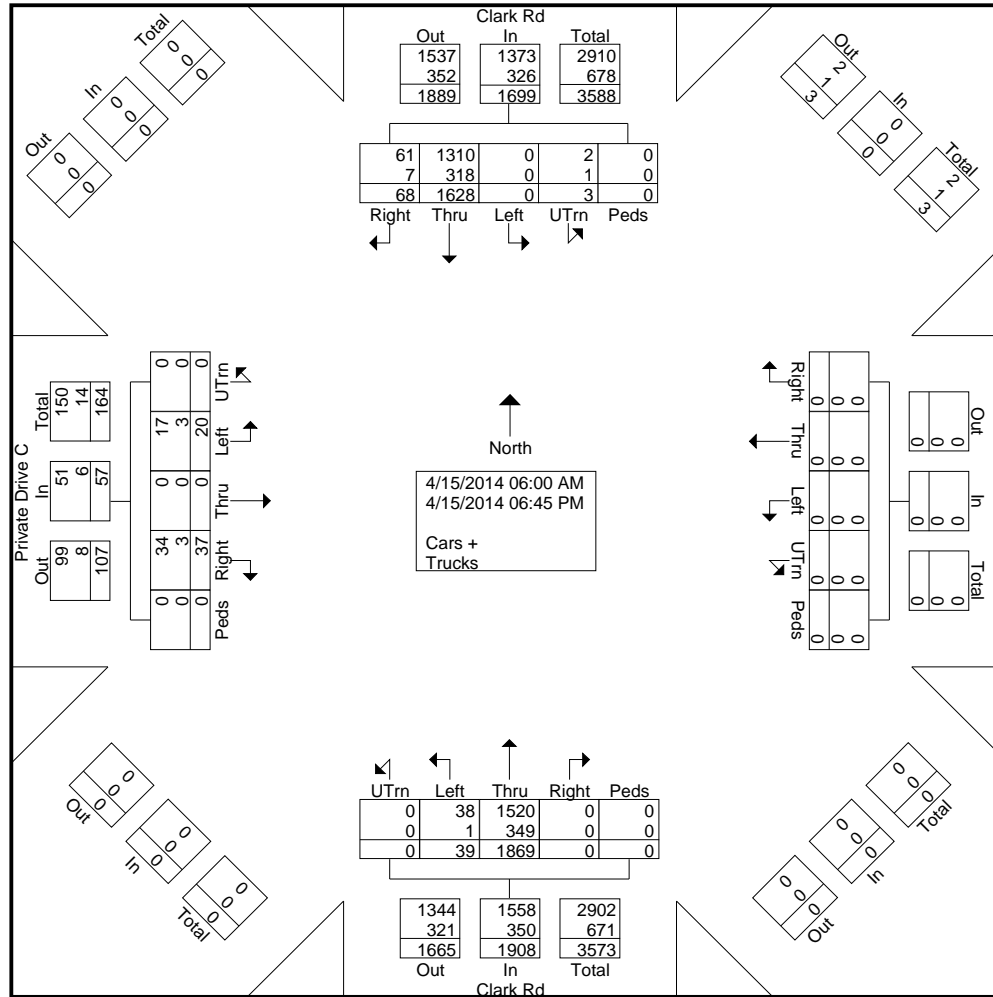 Clark Rd
Out In Total
1537 1373 2910
352 326 678
1889 1699 3588
61 1310 0 2 0
7 318 0 1 0
68 1628 0 3 0
Right Thru Left UTrn Peds
Total
0
0
0
In
0
0
0
Out
0
0
0
Out
2
1
3
In
0
0
0
Total
2
1
3
Private Drive C
Total
150
14
164
In
51
6
57
Out
99
8
107
0
0
0
UTrn
17
3
20
Left
0
0
0
Thru
34
3
37
Right
0
0
0
Peds
North
4/15/2014 06:00 AM
4/15/2014 06:45 PM
Cars +
Trucks
Right
0
0
0
Thru
0
0
0
Left
0
0
0
UTrn
0
0
0
Peds
0
0
0
Out
0
0
0
In
0
0
0
Total
0
0
0
0
0
0
Out
0
0
0
In
0
0
0
Total
0
0
0
Total
0
0
0
In
0
0
0
Out
UTrn Left Thru Right Peds
0 38 1520 0 0
0 1 349 0 0
0 39 1869 0 0
1344 1558 2902
321 350 671
1665 1908 3573
Out In Total
Clark Rd